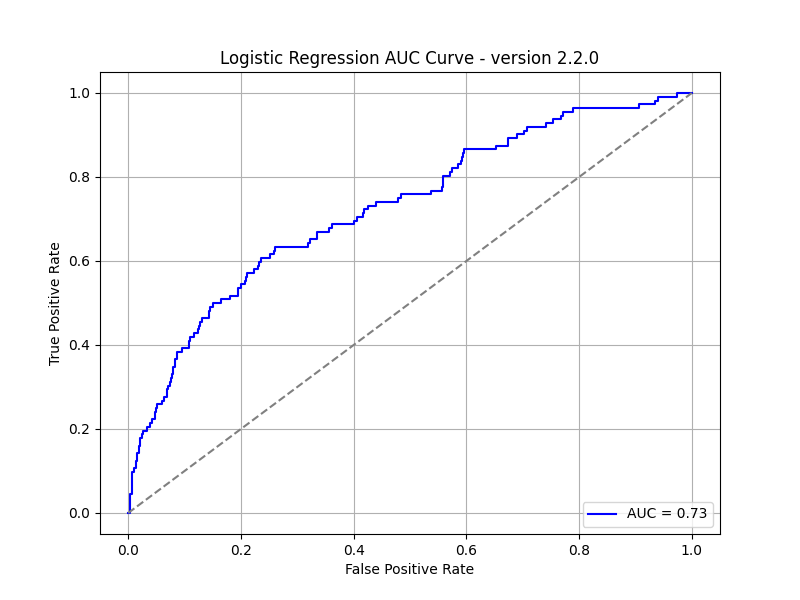 Logistic Regression AUC Curve - version 2.2.0
True Positive Rate
1.0
0.8
0.6
0.4
0.2
0.0
AUC = 0.73
0.0 0.2 0.4 0.6 0.8 1.0
False Positive Rate